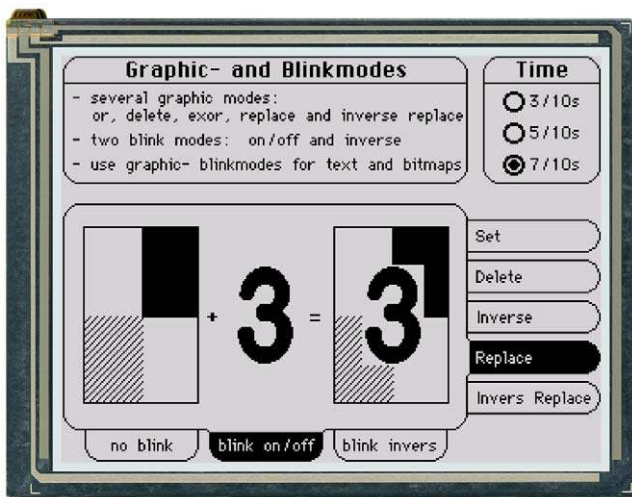 Graphic- and Blinkmodes
- several graphic modes:
or, delete, exor, replace and inverse replace
- two blink modes: on/off and inverse
- use graphic- blinkmodes for text and bitmaps
Time
3/10s
5/10s
7/10s
+ 3 = 3
Set
Delete
Inverse
Replace
Invers Replace
no blink
blink on/off
blink invers